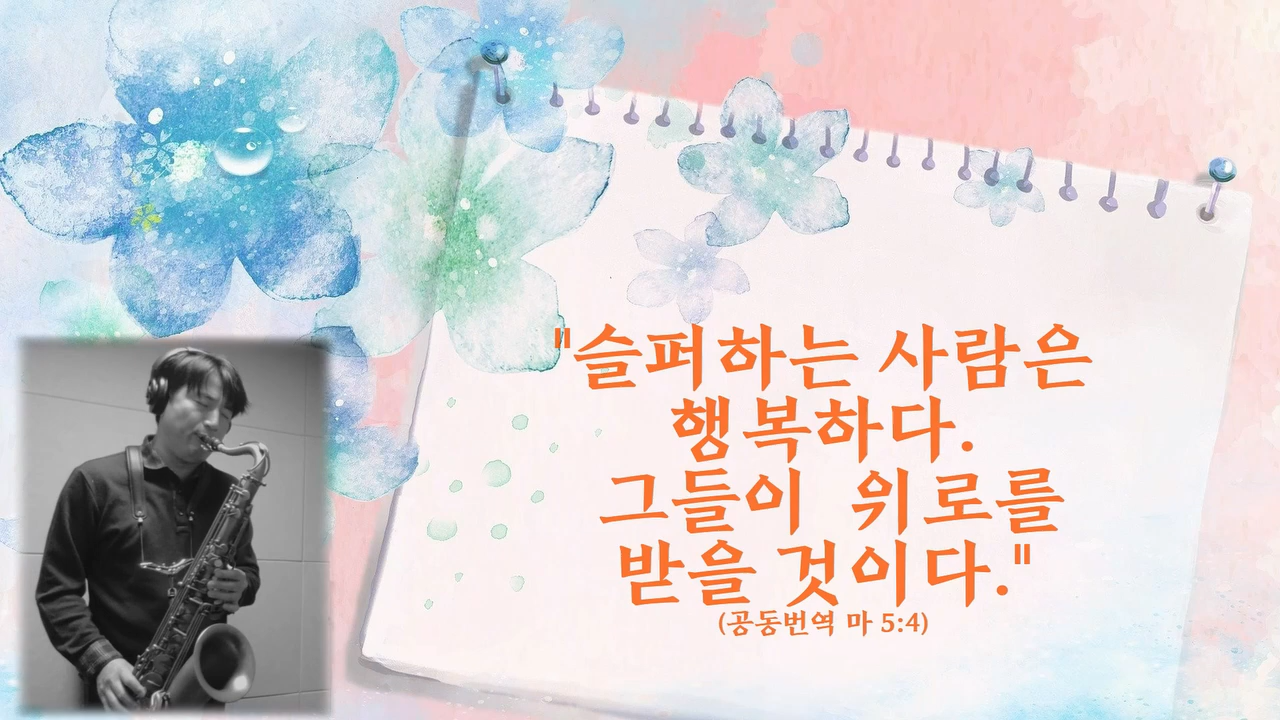 "슬퍼하는 사람은
행복하다.
그들이 위로를
받을 것이다."
(공동번역 마 5:4)